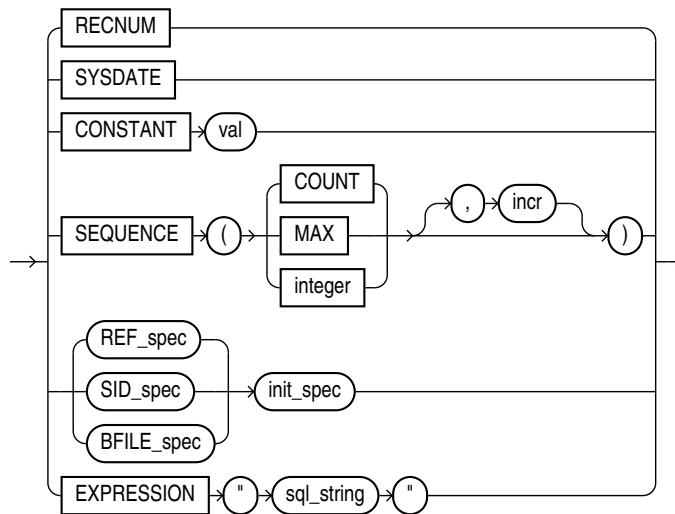 RECNUM
SYSDATE
CONSTANT val
COUNT
, incr
SEQUENCE ( MAX )
integer
REF_spec
SID_spec init_spec
BFILE_spec
EXPRESSION " sql_string "